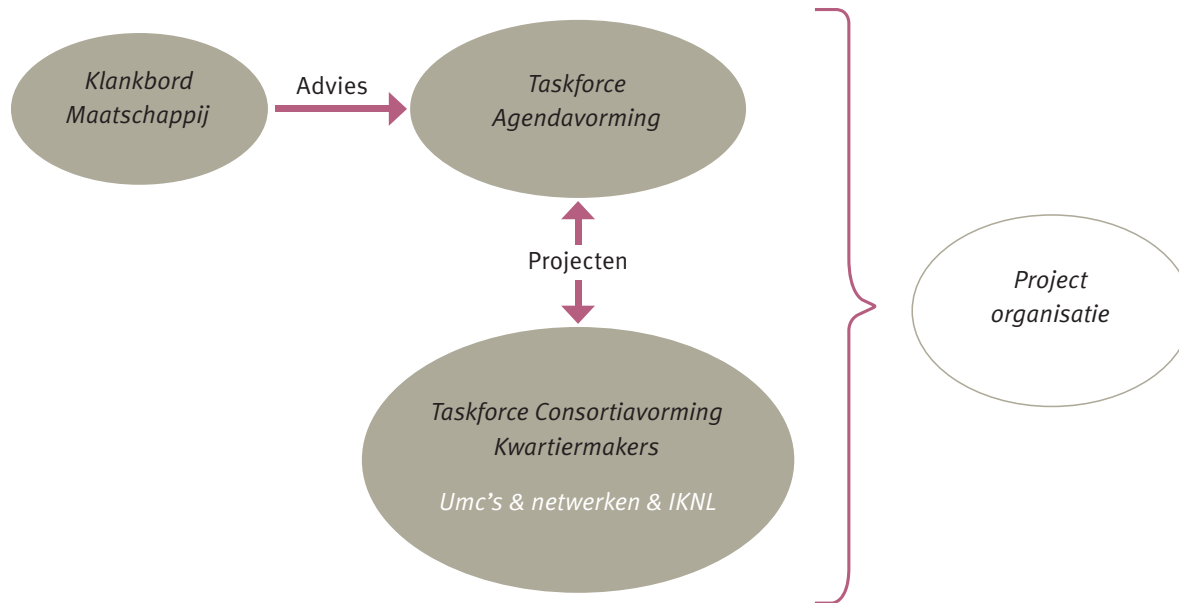 Klankbord
Maatschappij
Advies
Taskforce
Agendavorming
Projecten
Taskforce Consortiavorming
Kwartiermakers
Umc's & netwerken & IKNL
Project
organisatie